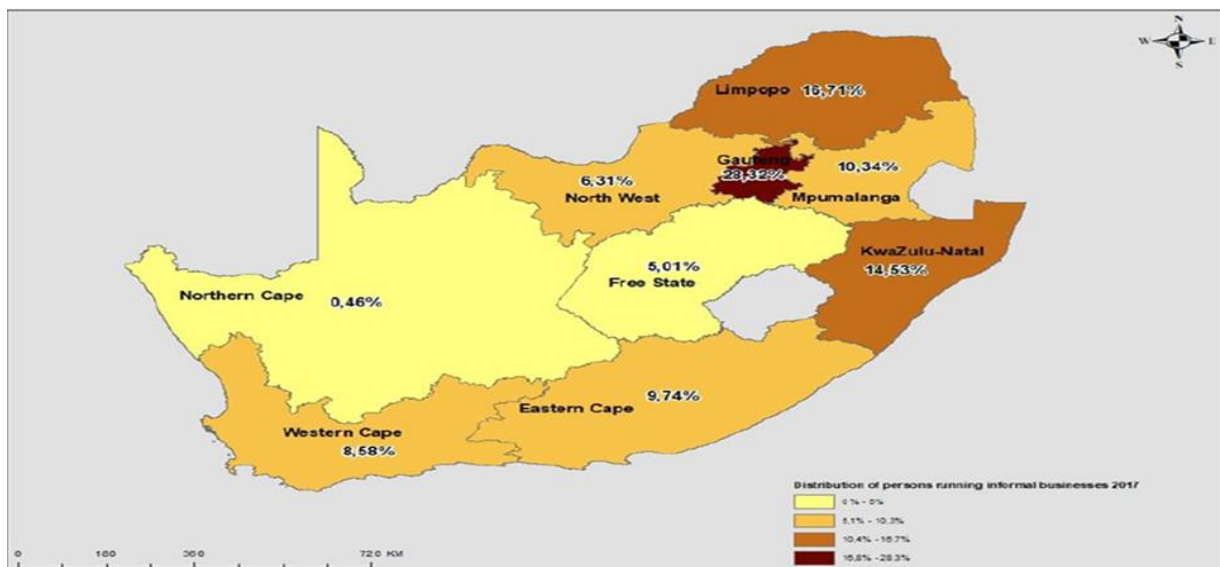 N
W E
S
Limpopo 16,71%
Gauteng
28,32%
10,34%
Mpumalanga
6,31%
North West
KwaZulu-Natal
14,53%
5,01%
Free State
Northern Cape 0,46%
9,74%
Eastern Cape
Western Cape
8,58%
Distribution of persons running informal businesses 2017
0% - 5%
5,1% - 10,3%
10,4% - 16,7%
16,8% - 28,3%
0 180 360 720 KM